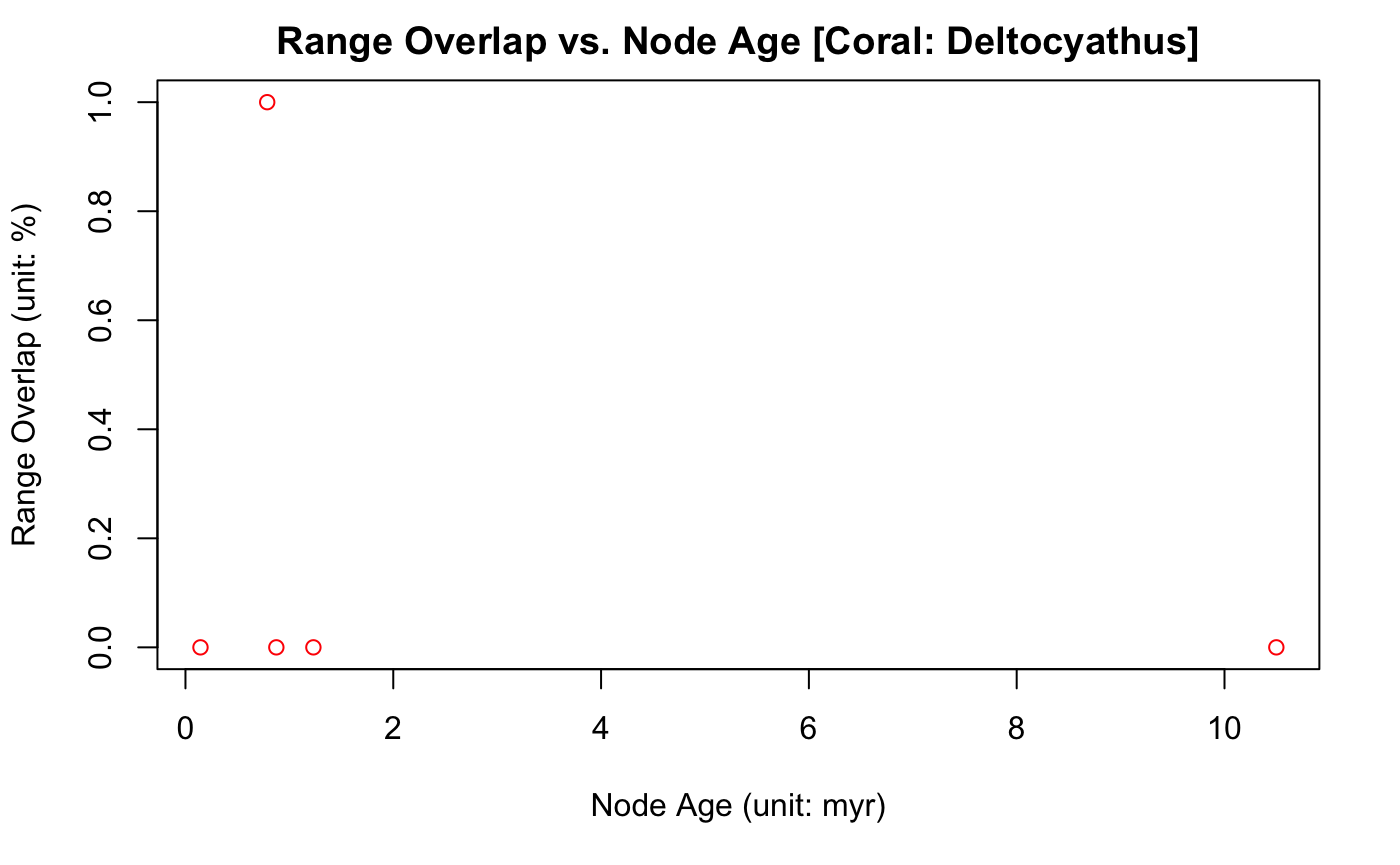 Range Overlap vs. Node Age [Coral: Deltocyathus]
Range Overlap (unit: %)
1.0
0.8
0.6
0.4
0.2
0.0
0 2 4 6 8 10
Node Age (unit: myr)